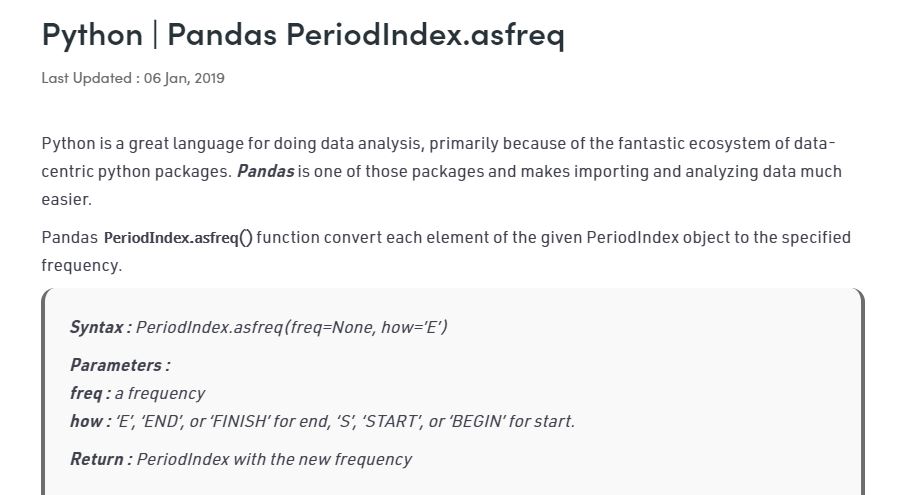 Python | Pandas PeriodIndex.asfreq
Last Updated : 06 Jan, 2019
Python is a great language for doing data analysis, primarily because of the fantastic ecosystem of data-
centric python packages. Pandas is one of those packages and makes importing and analyzing data much
easier.
Pandas PeriodIndex.asfreq() function convert each element of the given PeriodIndex object to the specified
frequency.
Syntax : PeriodIndex.asfreq(freq=None, how=’E’)
Parameters :
freq : a frequency
how : ‘E’, ‘END’, or ‘FINISH’ for end, ‘S’, ‘START’, or ‘BEGIN’ for start.
Return : PeriodIndex with the new frequency